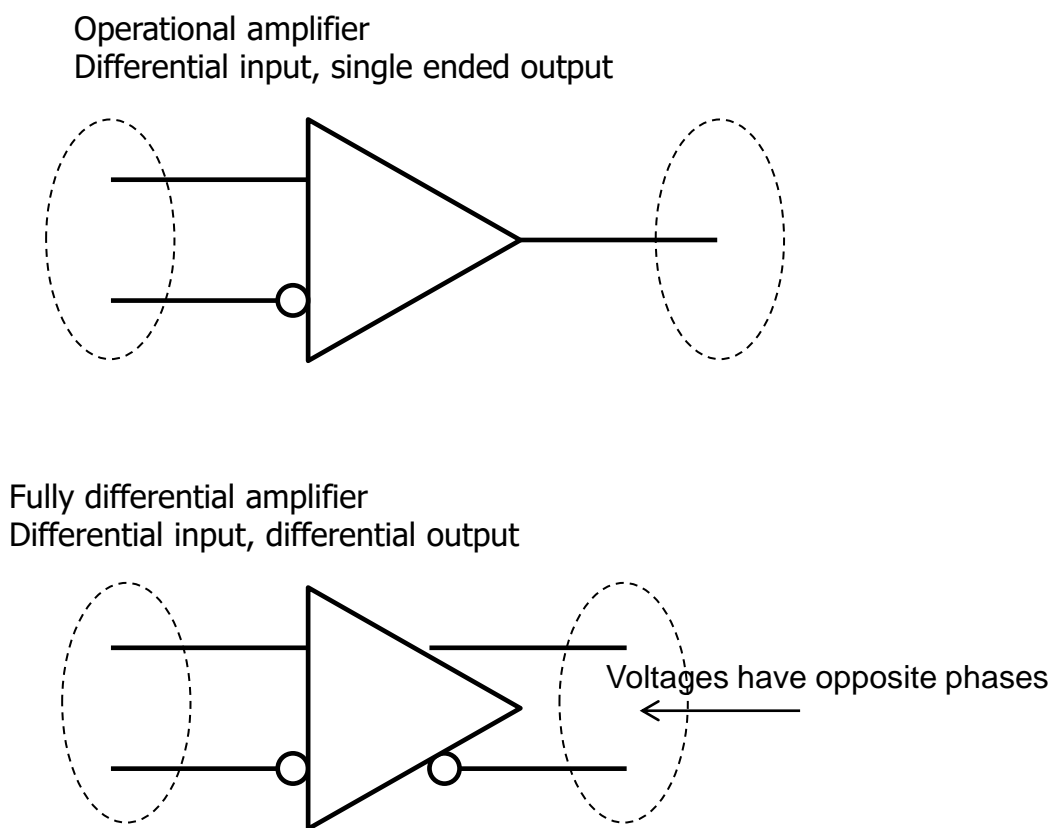 Operational amplifier
Differential input, single ended output
Fully differential amplifier
Differential input, differential output
Voltages have opposite phases